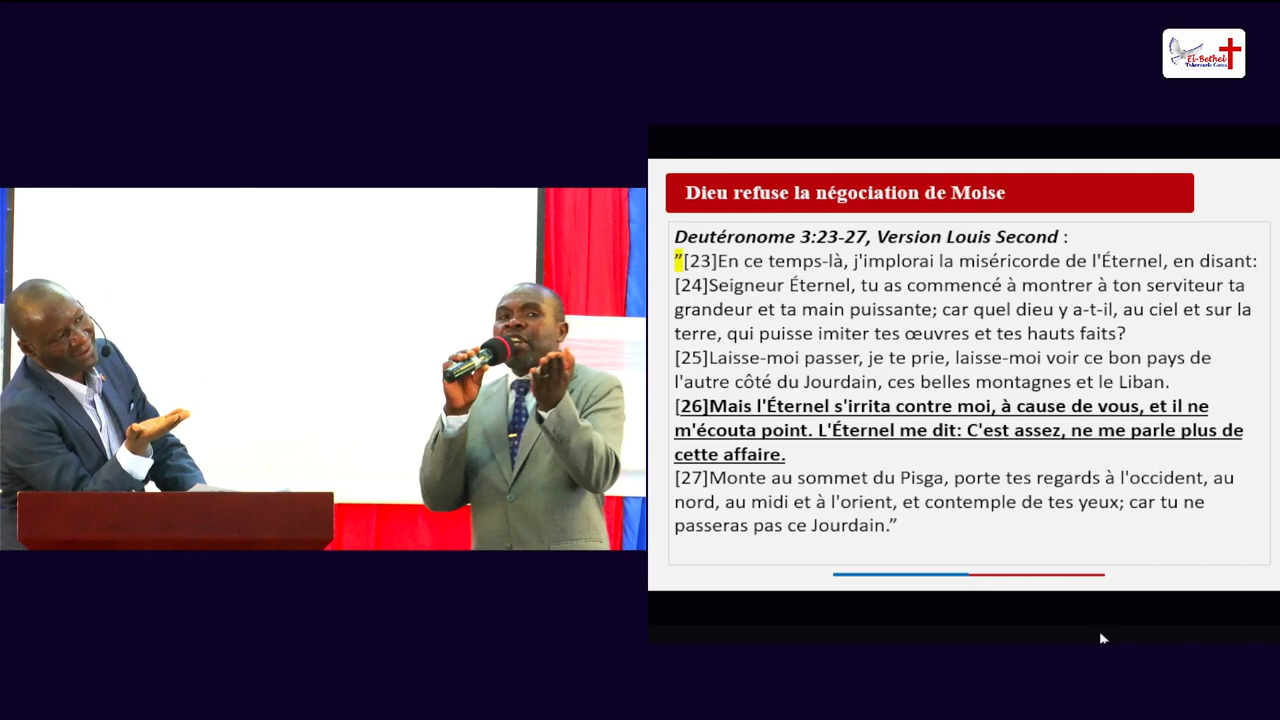 El-Bethel
Dieu refuse la négociation de Moise
Deutéronome 3:23-27, Version Louis Second :
”[23]En ce temps-là, j'implorai la miséricorde de l'Éternel, en disant:
[24]Seigneur Éternel, tu as commencé à montrer à ton serviteur ta
grandeur et ta main puissante; car quel dieu y a-t-il, au ciel et sur la
terre, qui puisse imiter tes œuvres et tes hauts faits?
[25]Laisse-moi passer, je te prie, laisse-moi voir ce bon pays de
l'autre côté du Jourdain, ces belles montagnes et le Liban.
[26]Mais l'Éternel s'irrita contre moi, à cause de vous, et il ne
m'écouta point. L'Éternel me dit: C'est assez, ne me parle plus de
cette affaire.
[27]Monte au sommet du Pisga, porte tes regards à l'occident, au
nord, au midi et à l'orient, et contemple de tes yeux; car tu ne
passeras pas ce Jourdain.”